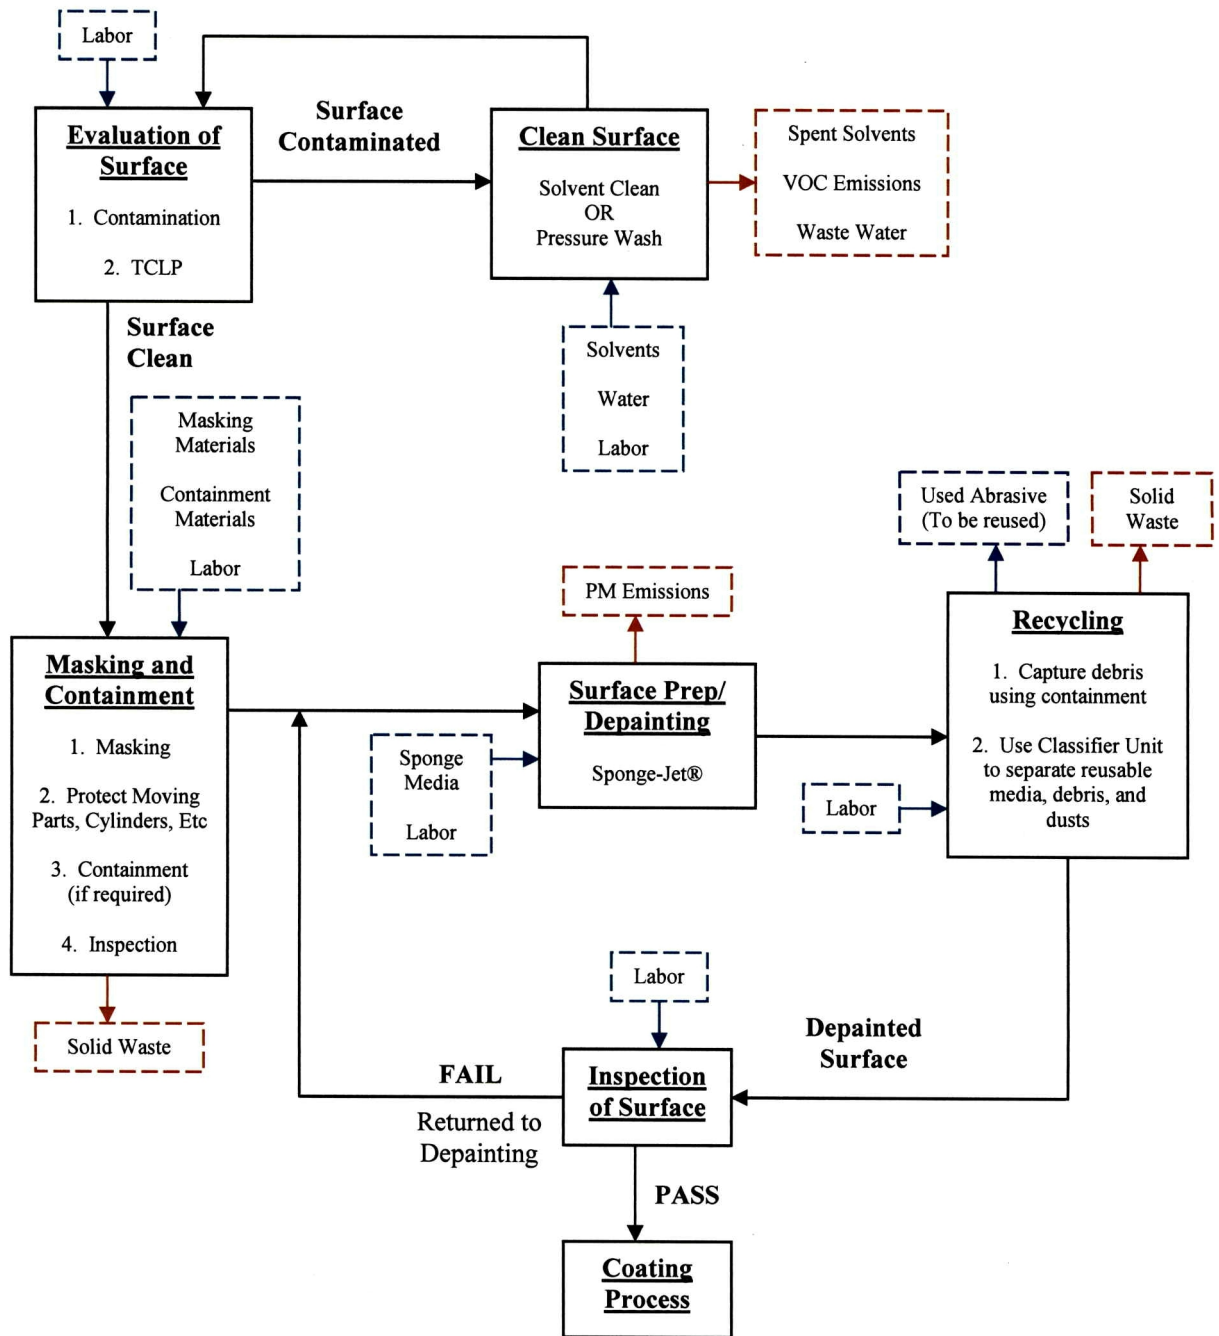 Labor
Evaluation of
Surface
1. Contamination
2. TCLP
Surface
Contaminated
Clean Surface
Solvent Clean
OR
Pressure Wash
Spent Solvents
VOC Emissions
Waste Water
Solvents
Water
Labor
Surface
Clean
Masking
Materials
Containment
Materials
Labor
Masking and
Containment
1. Masking
2. Protect Moving
Parts, Cylinders, Etc
3. Containment
(if required)
4. Inspection
Solid Waste
PM Emissions
Surface Prep/
Depainting
Sponge-Jet®
Sponge
Media
Labor
Used Abrasive
(To be reused)
Solid
Waste
Recycling
1. Capture debris
using containment
2. Use Classifier Unit
to separate reusable
media, debris, and
dusts
Labor
Depainted
Surface
Labor
Inspection
of Surface
FAIL
Returned to
Depainting
PASS
Coating
Process